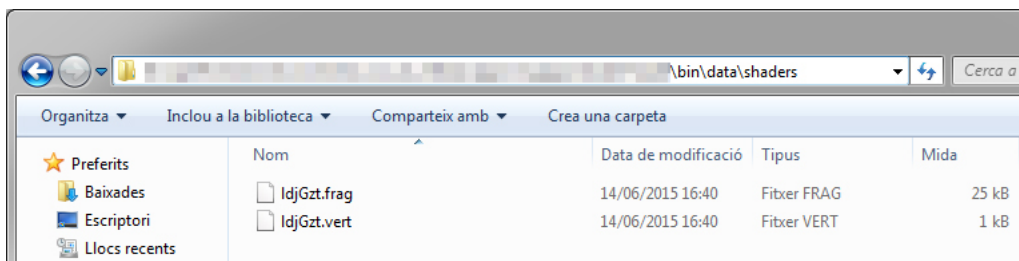 \bin\data\shaders
Cerca a
Organitza Inclou a la biblioteca Comparteix amb Crea una carpeta
Preferits
Baixades
Escriptori
Llocs recents
Nom Data de modificació Tipus Mida
ldjGzt.frag 14/06/2015 16:40 Fitxer FRAG 25 kB
ldjGzt.vert 14/06/2015 16:40 Fitxer VERT 1 kB